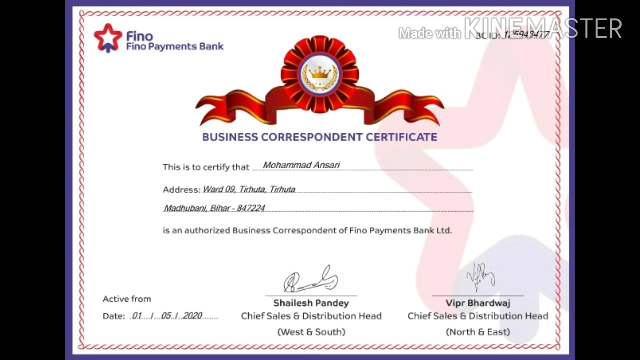 Fino
Fino Payments Bank
Made with KINEMASTER
BC ID:
BUSINESS CORRESPONDENT CERTIFICATE
This is to certify that Mohammad Ansari
Address: Ward 09, Tirhuta, Tirhuta
Madhubani, Bihar - 847224
is an authorized Business Correspondent of Fino Payments Bank Ltd.
Active from
Date: 01 / 05 / 2020
Shailesh Pandey
Chief Sales & Distribution Head
(West & South)
Vipr Bhardwaj
Chief Sales & Distribution Head
(North & East)